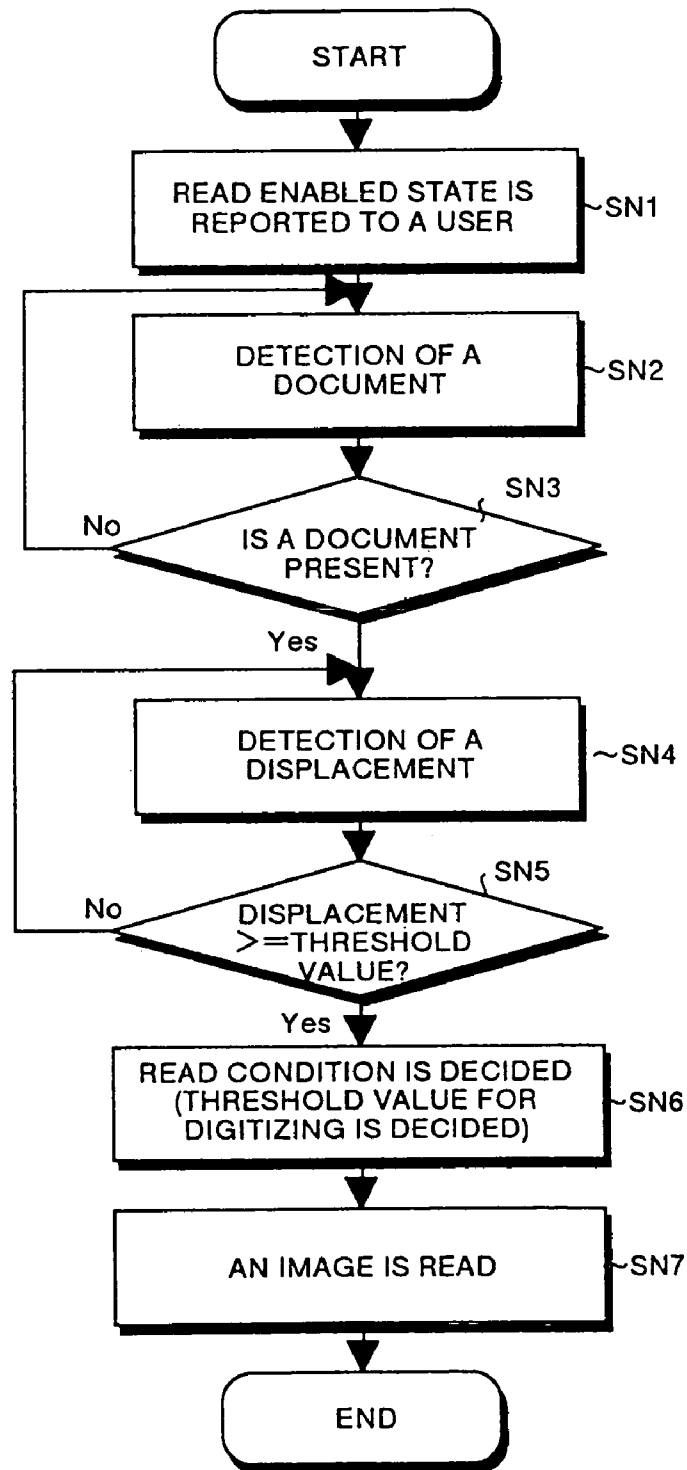 START
READ ENABLED STATE IS
REPORTED TO A USER
~SN1
DETECTION OF A
DOCUMENT
~SN2
SN3
No
IS A DOCUMENT
PRESENT?
Yes
DETECTION OF A
DISPLACEMENT
~SN4
SN5
No
DISPLACEMENT
>=THRESHOLD
VALUE?
Yes
READ CONDITION IS DECIDED
(THRESHOLD VALUE FOR
DIGITIZING IS DECIDED)
~SN6
AN IMAGE IS READ
~SN7
END